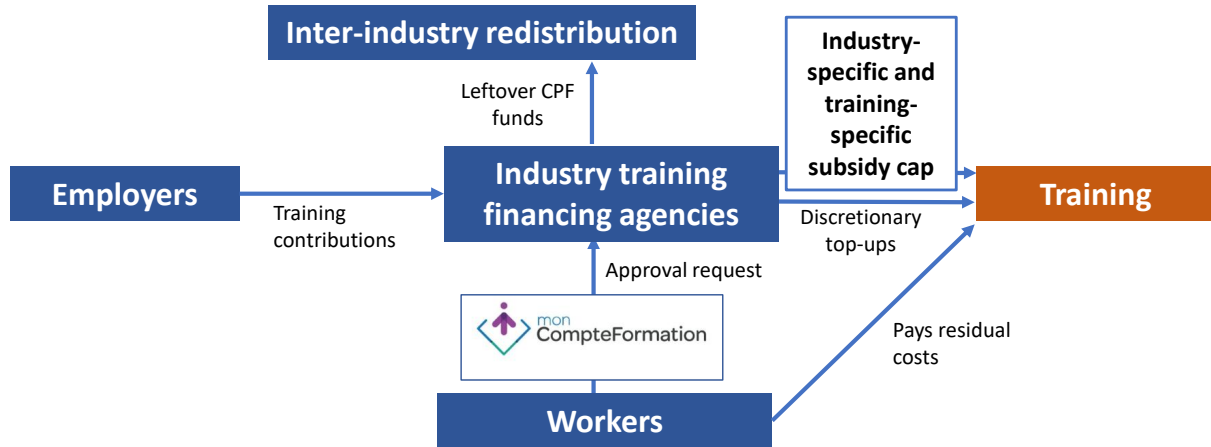 Inter-industry redistribution
Leftover CPF
funds
Industry-
specific and
training-
specific
subsidy cap
Employers
Training
contributions
Industry training
financing agencies
Discretionary
top-ups
Training
Approval request
mon
CompteFormation
Pays residual
costs
Workers